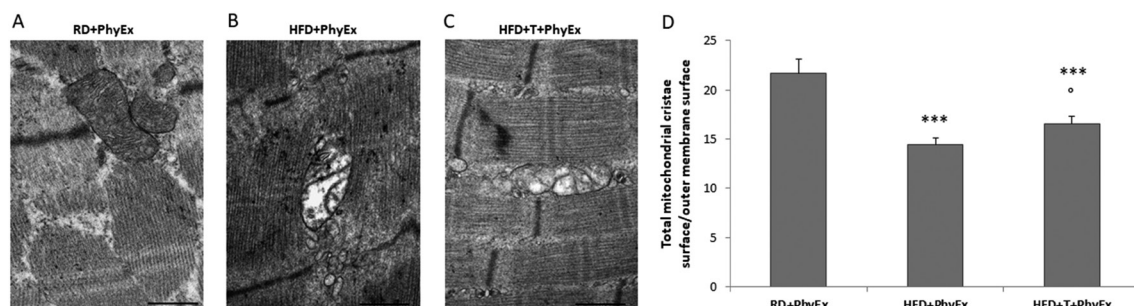 A
RD+PhyEx
B
HFD+PhyEx
C
HFD+T+PhyEx
D
Total mitochondrial cristae
surface/outer membrane surface
25
20
15
10
5
0
***
***
°
RD+PhyEx
HFD+PhyEx
HFD+T+PhyEx